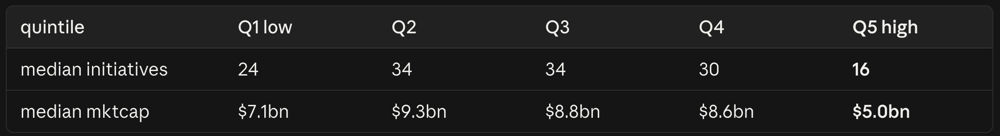 quintile Q1 low Q2 Q3 Q4 Q5 high
median initiatives 24 34 34 30 16
median mktcap $7.1bn $9.3bn $8.8bn $8.6bn $5.0bn